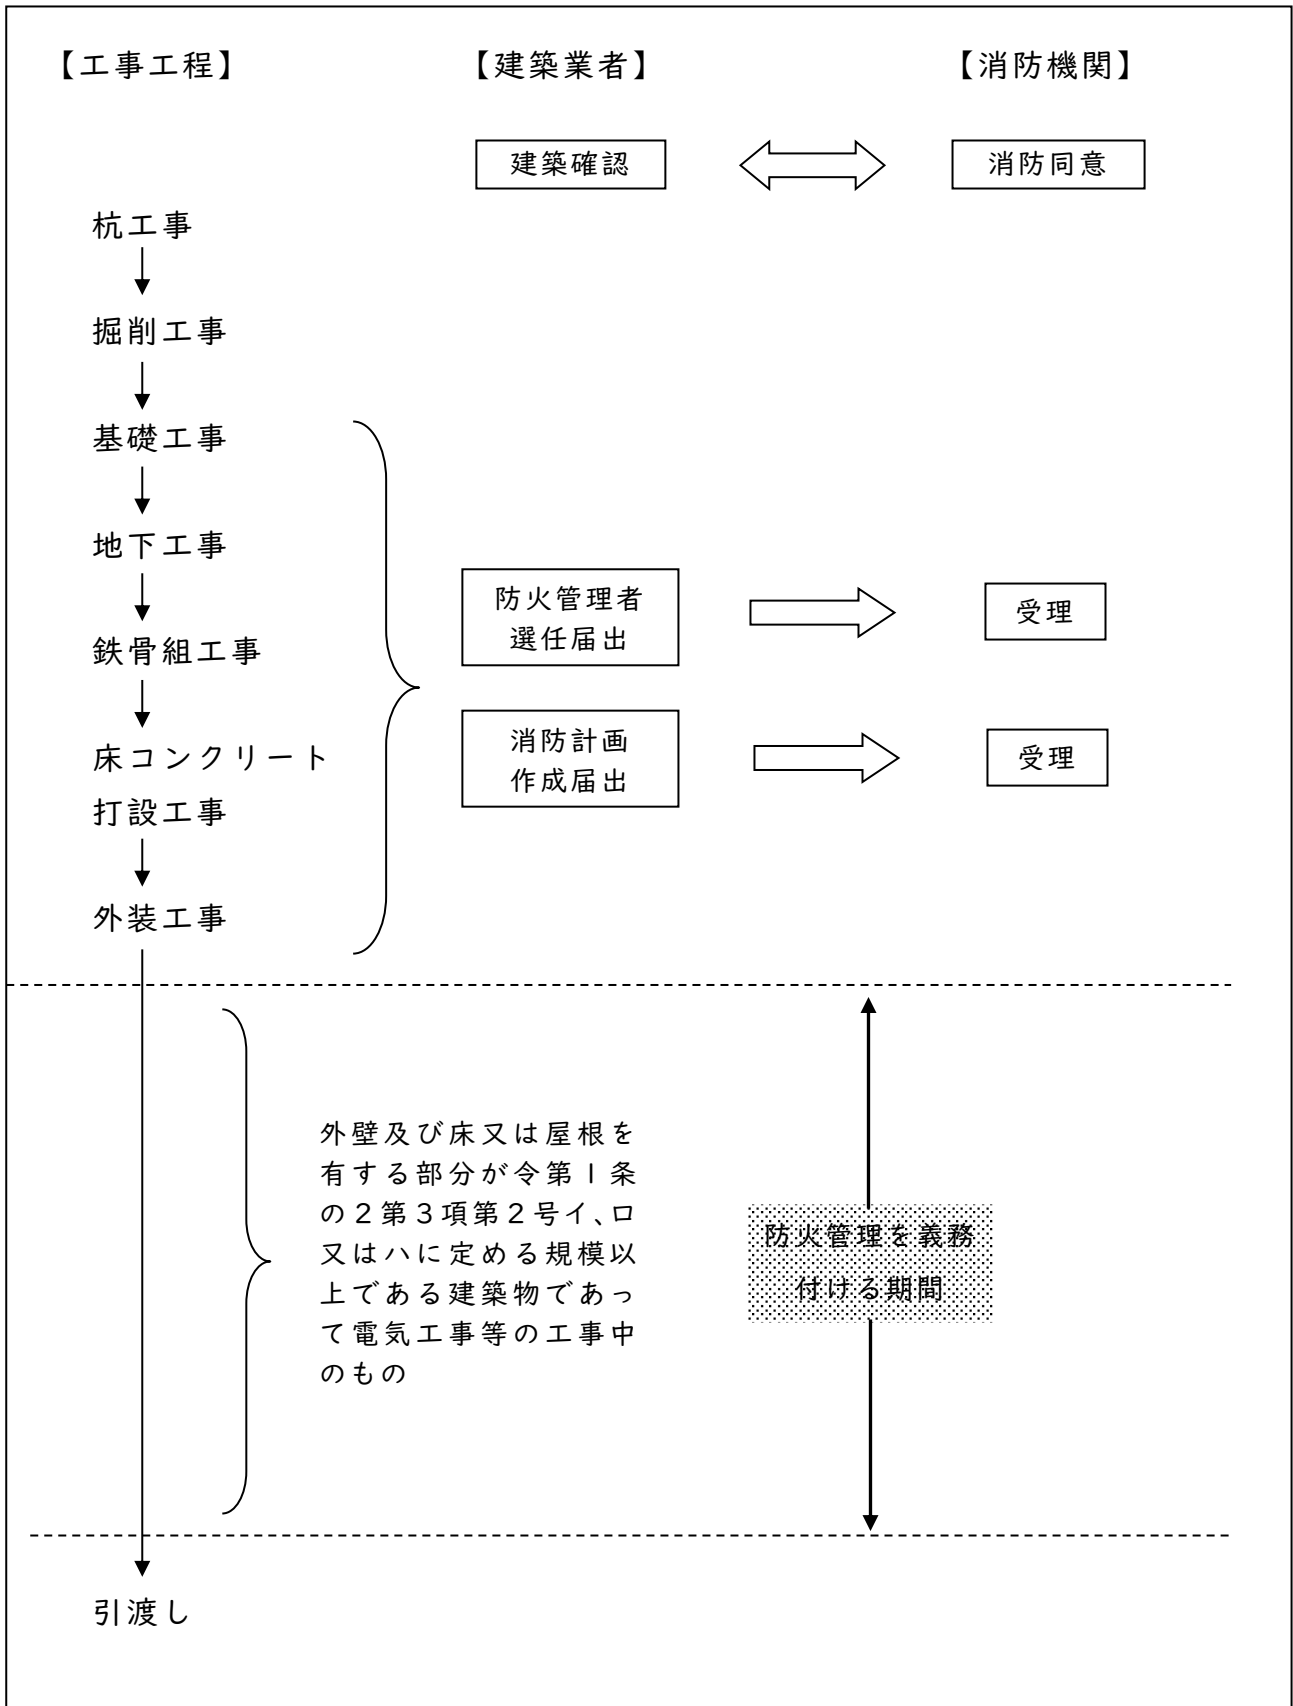 【工事工程】 【建築業者】 【消防機関】
建築確認 消防同意
杭工事
掘削工事
基礎工事
地下工事
鉄骨組工事
床コンクリート
打設工事
外装工事
防火管理者
選任届出
受理
消防計画
作成届出
受理
外壁及び床又は屋根を
有する部分が令第1条
の2第3項第2号イ、ロ
又はハに定める規模以
上である建築物であっ
て電気工事等の工事中
のもの
防火管理を義務
付ける期間
引渡し